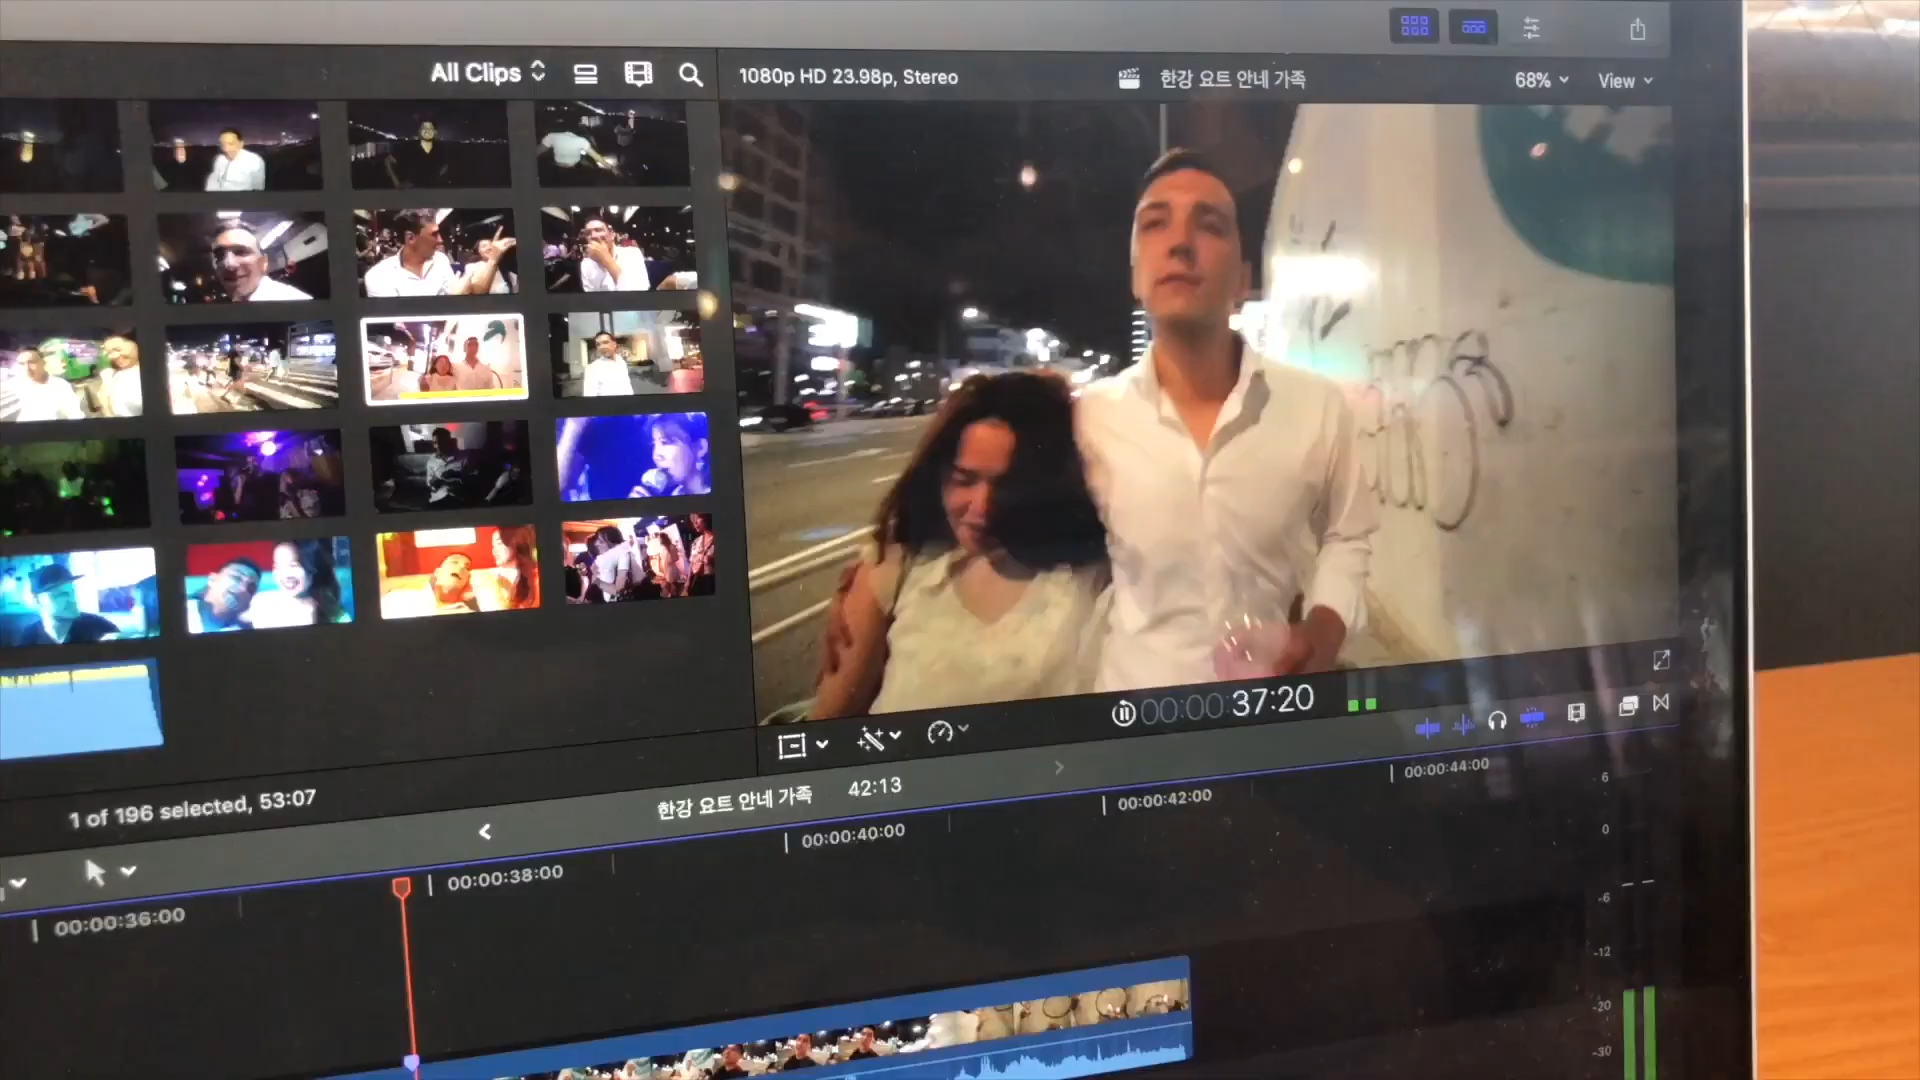 All Clips
1080p HD 23.98p, Stereo
한강 요트 안네 가족
68%
View
00:00:37:20
1 of 196 selected, 53:07
한강 요트 안네 가족
42:13
00:00:36:00
00:00:38:00
00:00:40:00
00:00:42:00
00:00:44:00
6
0
-6
-12
-20
-30